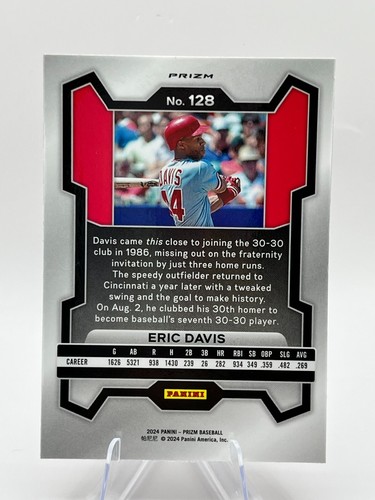 PRIZM
No. 128
DAVIS
44
Davis came this close to joining the 30-30
club in 1986, missing out on the fraternity
invitation by just three home runs.
The speedy outfielder returned to
Cincinnati a year later with a tweaked
swing and the goal to make history.
On Aug. 2, he clubbed his 30th homer to
become baseball's seventh 30-30 player.
ERIC DAVIS
G AB R H 2B 3B HR RBI SB OBP SLG AVG
CAREER 1626 5321 938 1430 239 26 282 934 349 .359 .482 .269
PANINI
2024 PANINI – PRIZM BASEBALL
帕尼尼 © 2024 Panini America, Inc.